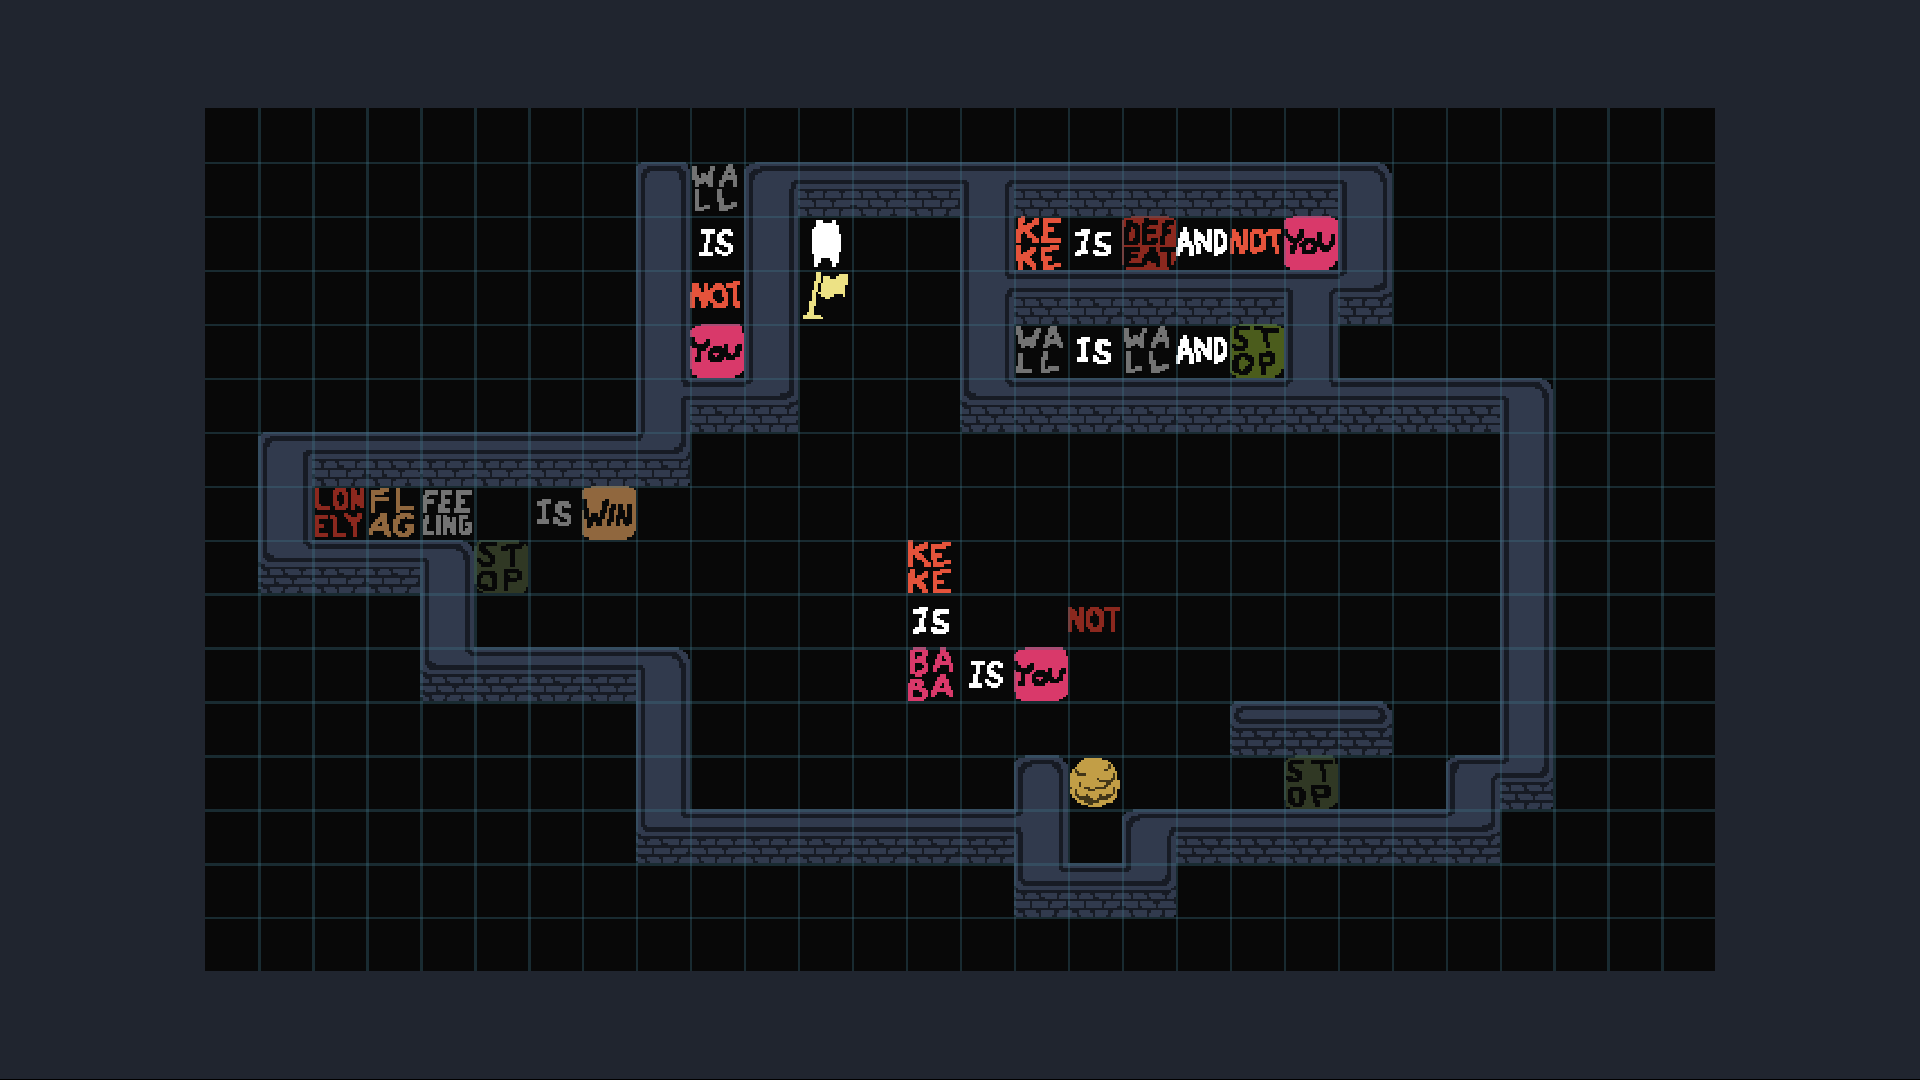 WALL
IS
KEKE IS DEFEAT AND NOT YOU
NOT
YOU
WALL IS WALL AND STOP
LONELY FLAG FEELING IS WIN
STOP
KEKE
IS
NOT
BABA IS YOU
STOP